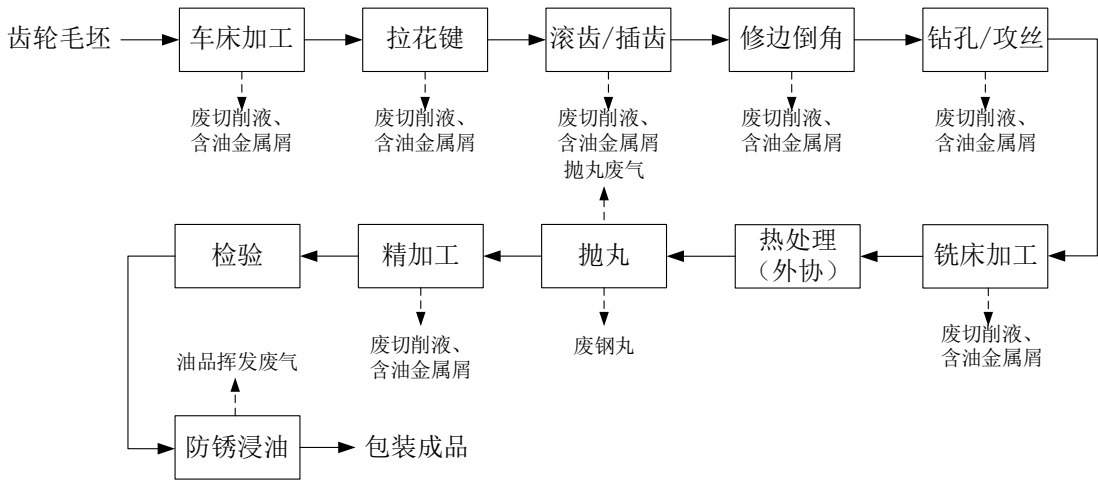 齿轮毛坯
车床加工
拉花键
滚齿/插齿
修边倒角
钻孔/攻丝
废切削液、
含油金属屑
废切削液、
含油金属屑
废切削液、
含油金属屑
废切削液、
含油金属屑
废切削液、
含油金属屑
抛丸废气
检验
精加工
抛丸
热处理
（外协）
铣床加工
油品挥发废气
废切削液、
含油金属屑
废钢丸
废切削液、
含油金属屑
防锈浸油
包装成品